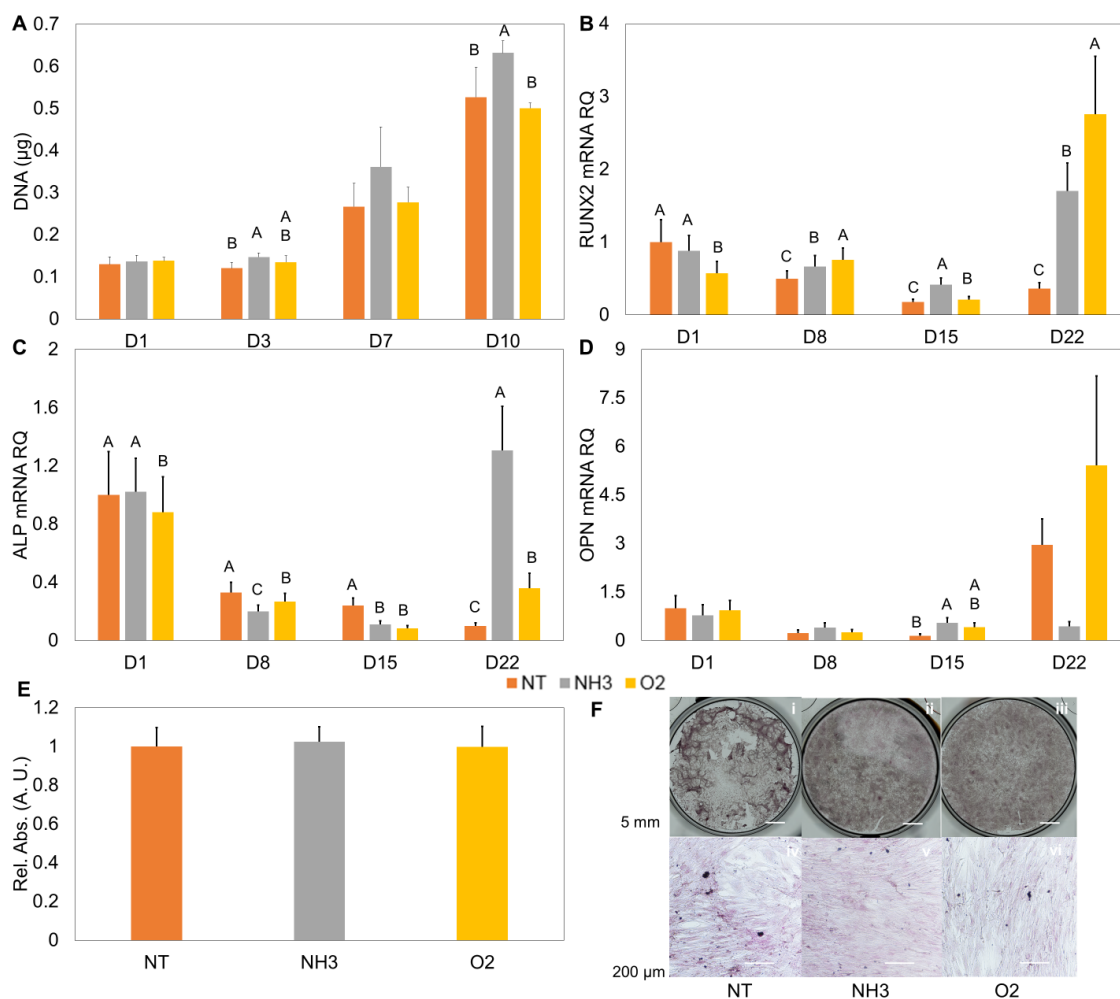 A
DNA (µg)
0.7
0.6
0.5
0.4
0.3
0.2
0.1
0
B
A
A
B
B
A
B
D1 D3 D7 D10
B
RUNX2 mRNA RQ
4
3
2
1
0
A
A
B
C
B
A
C
A
B
C
B
A
D1 D8 D15 D22
C
ALP mRNA RQ
2
1.6
1.2
0.8
0.4
0
A
A
B
A
C
B
A
B
B
C
A
B
D1 D8 D15 D22
D
OPN mRNA RQ
9
7.5
6
4.5
3
1.5
0
B
A
A
B
D1 D8 D15 D22
NT NH3 O2
E
Rel. Abs. (A. U.)
1.2
1
0.8
0.6
0.4
0.2
0
NT NH3 O2
F
i ii iii
5 mm
iv v vi
200 µm
NT NH3 O2